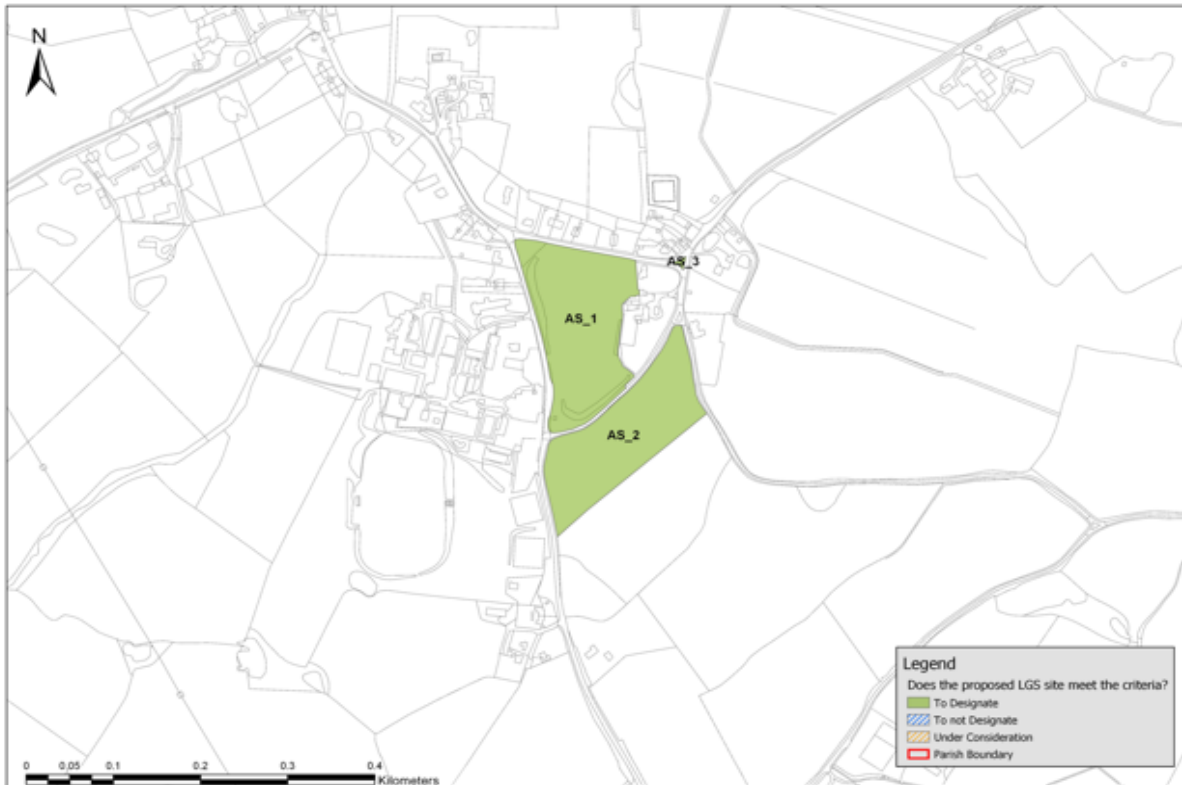 N
AS_3
AS_1
AS_2
Legend
Does the proposed LGS site meet the criteria?
To Designate
To not Designate
Under Consideration
Parish Boundary
0 0.05 0.1 0.2 0.3 0.4
Kilometers